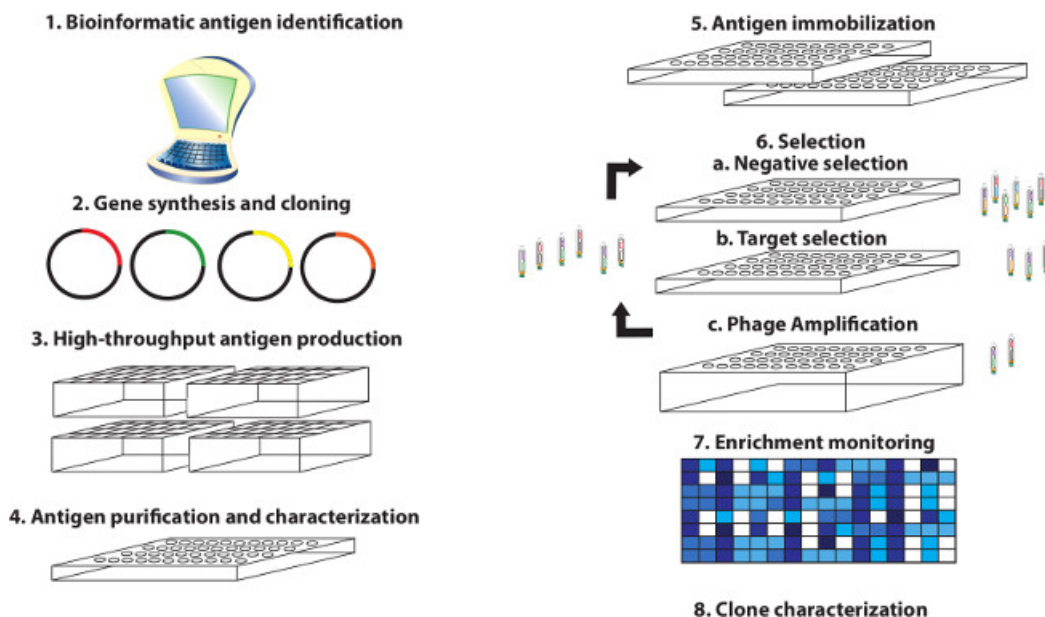 1. Bioinformatic antigen identification
2. Gene synthesis and cloning
3. High-throughput antigen production
4. Antigen purification and characterization
5. Antigen immobilization
6. Selection
a. Negative selection
b. Target selection
c. Phage Amplification
7. Enrichment monitoring
8. Clone characterization